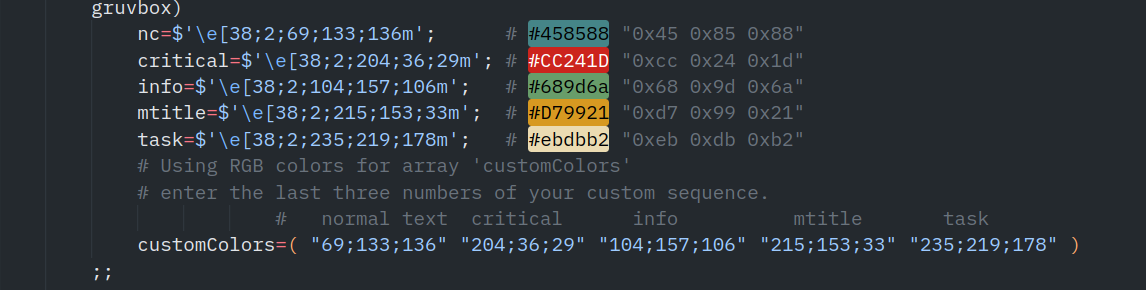 gruvbox)
nc=$'\e[38;2;69;133;136m';      # #458588 "0x45 0x85 0x88"
critical=$'\e[38;2;204;36;29m'; # #CC241D "0xcc 0x24 0x1d"
info=$'\e[38;2;104;157;106m';   # #689d6a "0x68 0x9d 0x6a"
mtitle=$'\e[38;2;215;153;33m';  # #D79921 "0xd7 0x99 0x21"
task=$'\e[38;2;235;219;178m';   # #ebdbb2 "0xeb 0xdb 0xb2"
# Using RGB colors for array 'customColors'
# enter the last three numbers of your custom sequence.
#   normal text  critical      info          mtitle       task
customColors=( "69;133;136" "204;36;29" "104;157;106" "215;153;33" "235;219;178" )
;;